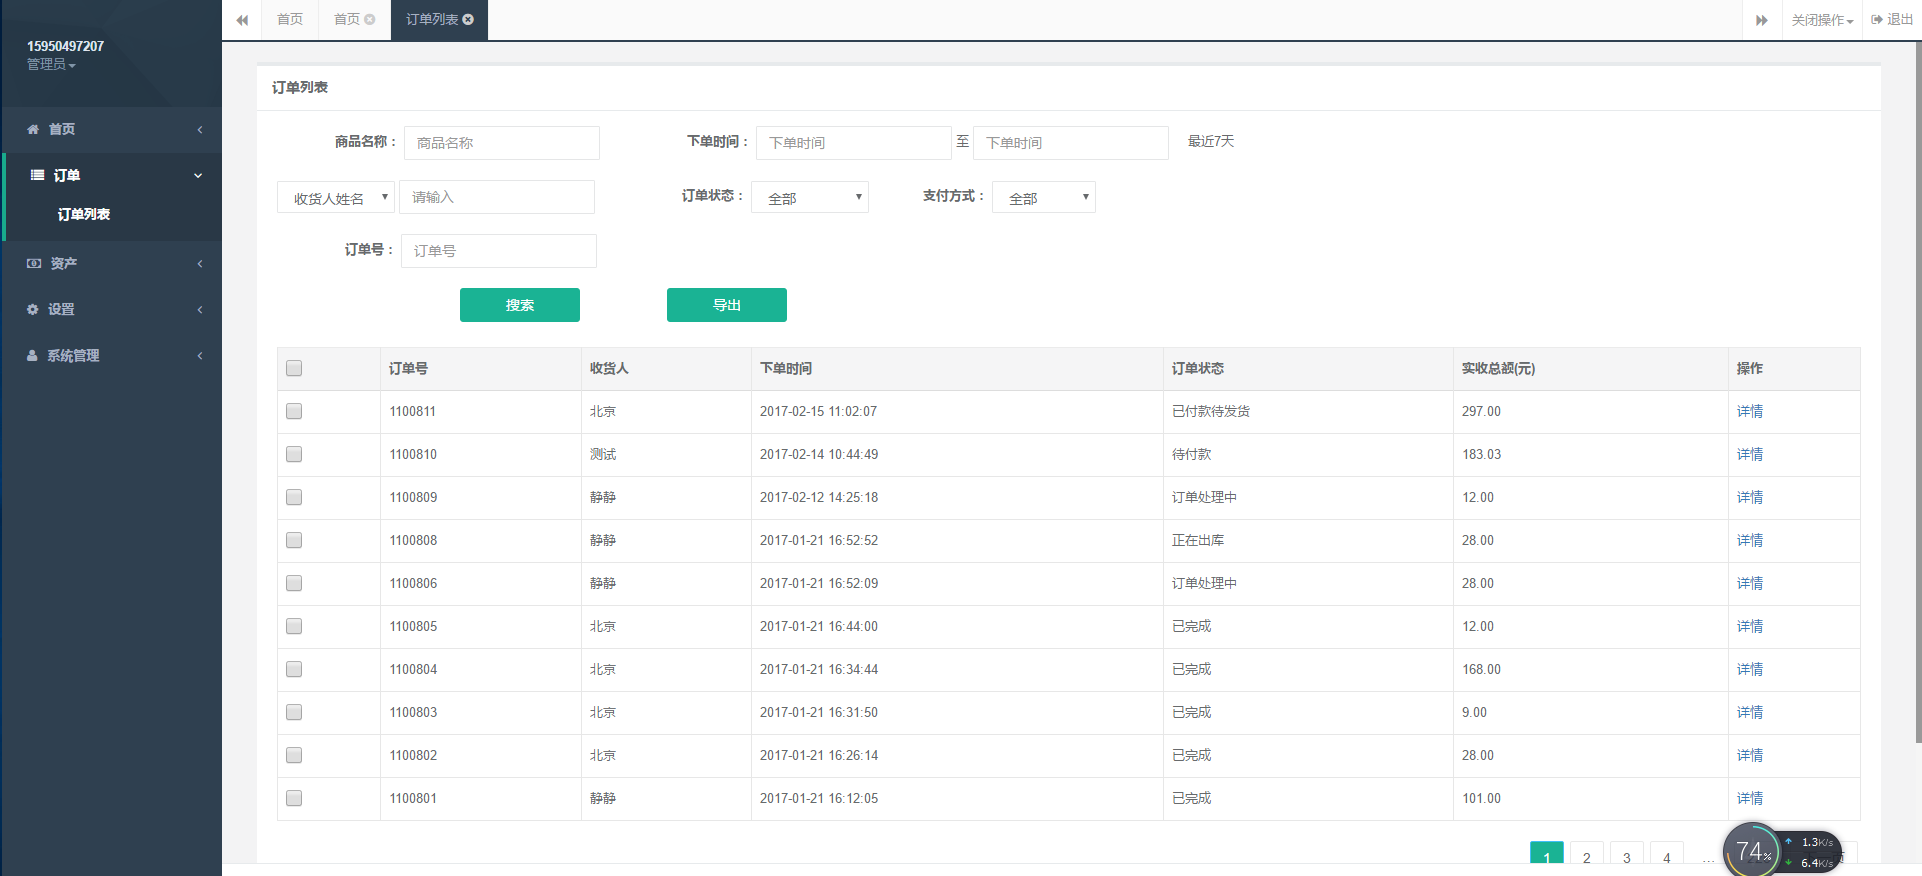 15950497207
管理员
首页
订单
订单列表
资产
设置
系统管理
首页 首页 订单列表 关闭操作 退出
订单列表
商品名称： 商品名称 下单时间： 下单时间 至 下单时间 最近7天
收货人姓名 请输入 订单状态： 全部 支付方式： 全部
订单号： 订单号
搜索 导出
订单号 收货人 下单时间 订单状态 实收总额(元) 操作
1100811 北京 2017-02-15 11:02:07 已付款待发货 297.00 详情
1100810 测试 2017-02-14 10:44:49 待付款 183.03 详情
1100809 静静 2017-02-12 14:25:18 订单处理中 12.00 详情
1100808 静静 2017-01-21 16:52:52 正在出库 28.00 详情
1100806 静静 2017-01-21 16:52:09 订单处理中 28.00 详情
1100805 北京 2017-01-21 16:44:00 已完成 12.00 详情
1100804 北京 2017-01-21 16:34:44 已完成 168.00 详情
1100803 北京 2017-01-21 16:31:50 已完成 9.00 详情
1100802 北京 2017-01-21 16:26:14 已完成 28.00 详情
1100801 静静 2017-01-21 16:12:05 已完成 101.00 详情
1 2 3 4 ...
74%
1.3K/s
6.4K/s